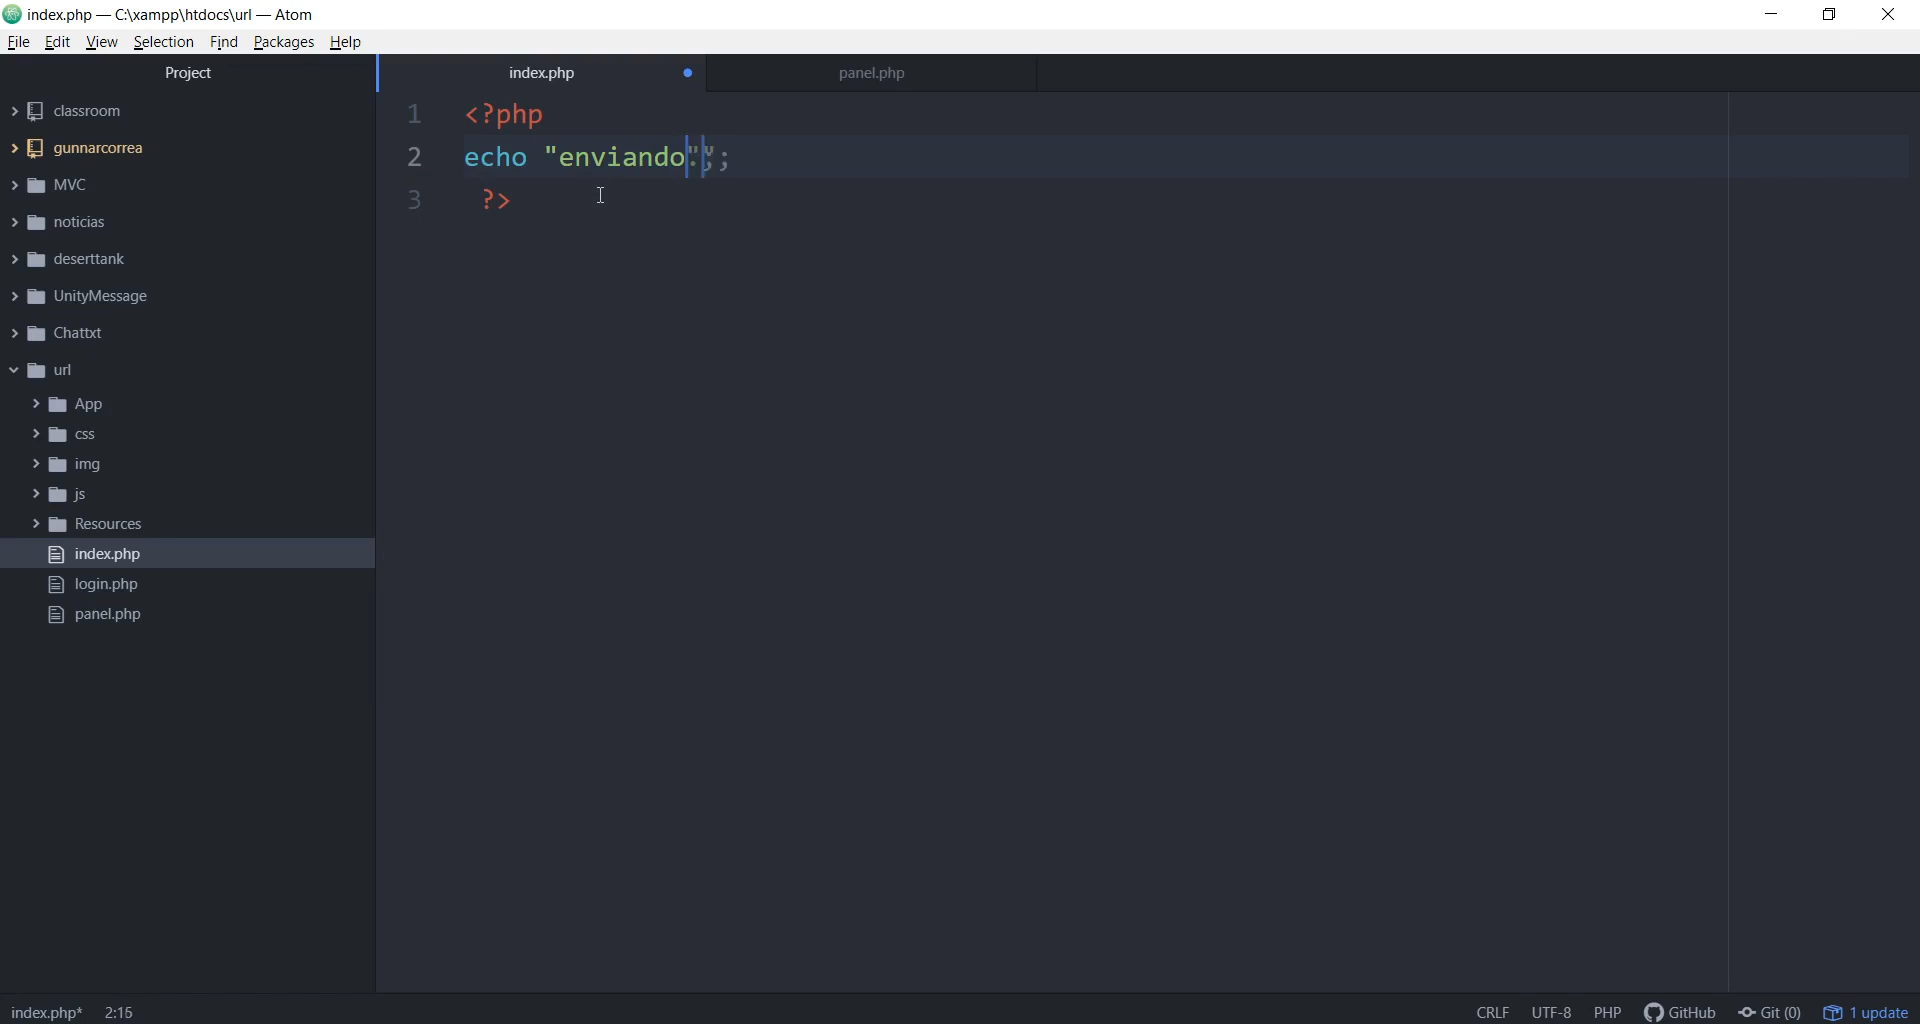 index.php — C:\xampp\htdocs\url — Atom
File Edit View Selection Find Packages Help
Project
index.php
panel.php
classroom
gunnarcorrea
MVC
noticias
deserttank
UnityMessage
Chattxt
url
App
css
img
js
Resources
index.php
login.php
panel.php
1 <?php
2 echo "enviando
3 ?>
index.php* 2:15
CRLF UTF-8 PHP GitHub Git (0) 1 update